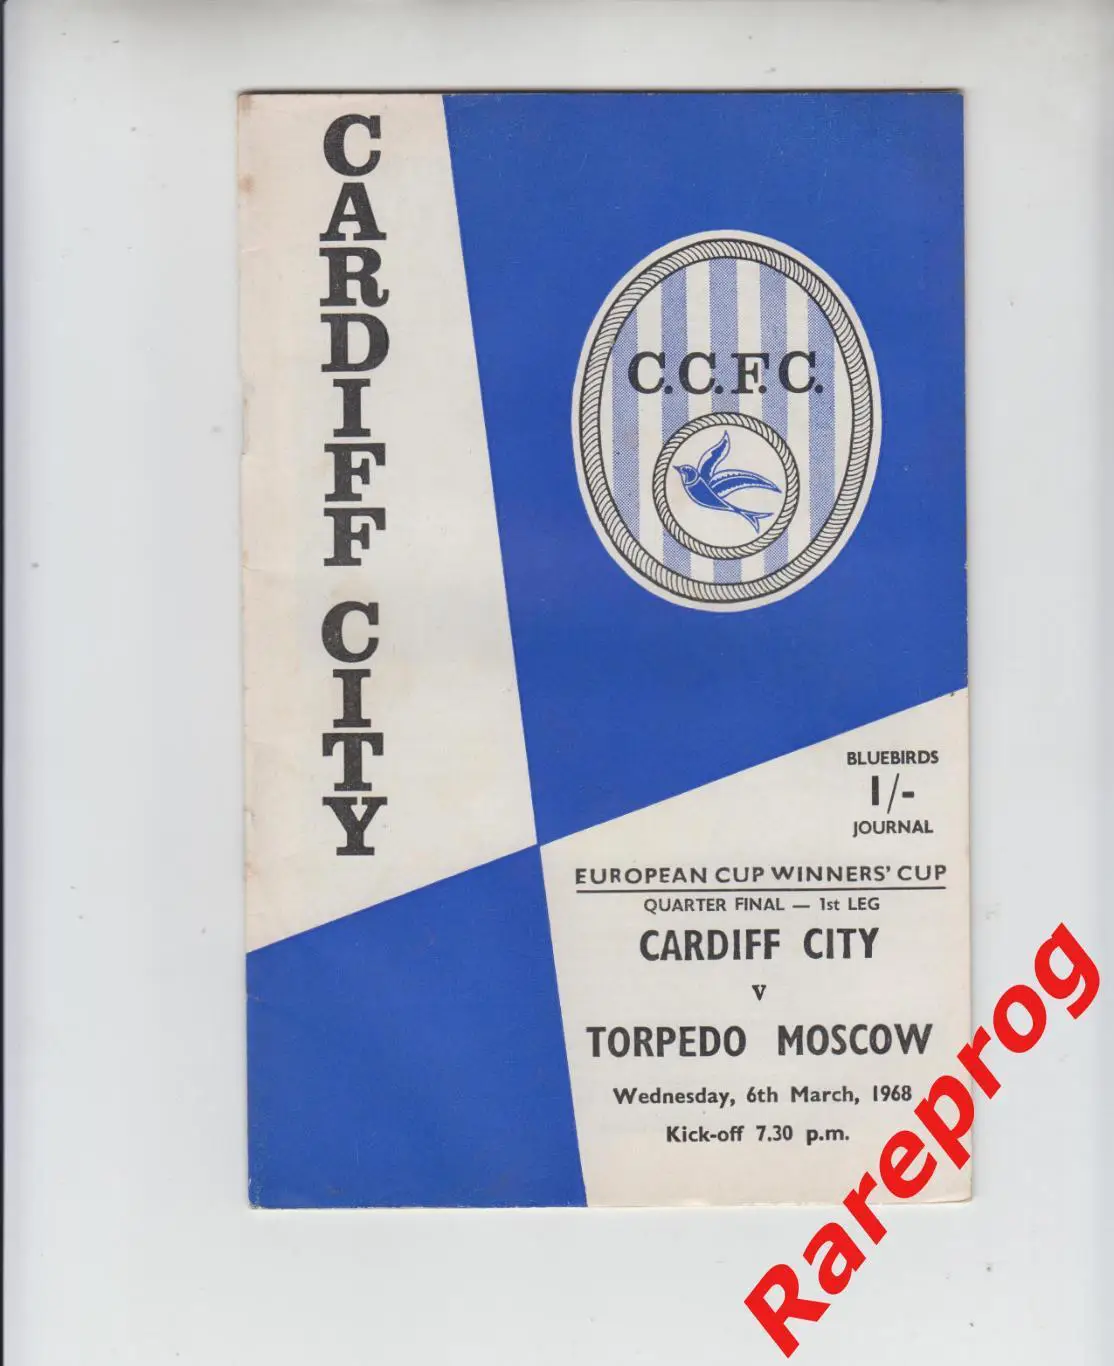 CARDIFF CITY
C.C.F.C.
BLUEBIRDS
1/-
JOURNAL
EUROPEAN CUP WINNERS' CUP
QUARTER FINAL — 1st LEG
CARDIFF CITY
v
TORPEDO MOSCOW
Wednesday, 6th March, 1968
Kick-off 7.30 p.m.
Rareprog